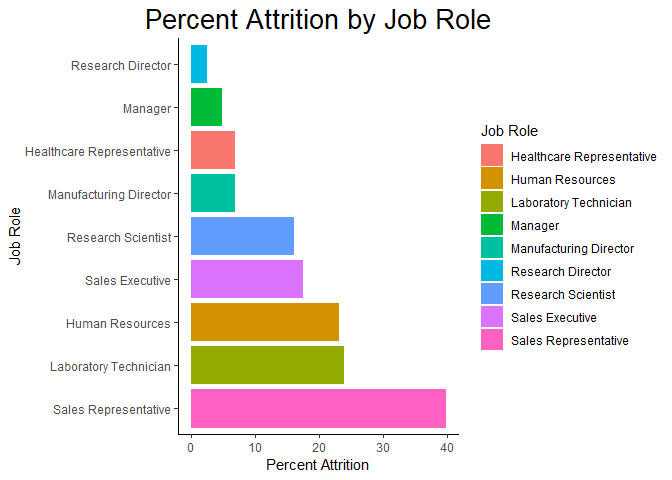 Percent Attrition by Job Role
Job Role
Research Director
Manager
Healthcare Representative
Manufacturing Director
Research Scientist
Sales Executive
Human Resources
Laboratory Technician
Sales Representative
0 10 20 30 40
Percent Attrition
Job Role
Healthcare Representative
Human Resources
Laboratory Technician
Manager
Manufacturing Director
Research Director
Research Scientist
Sales Executive
Sales Representative